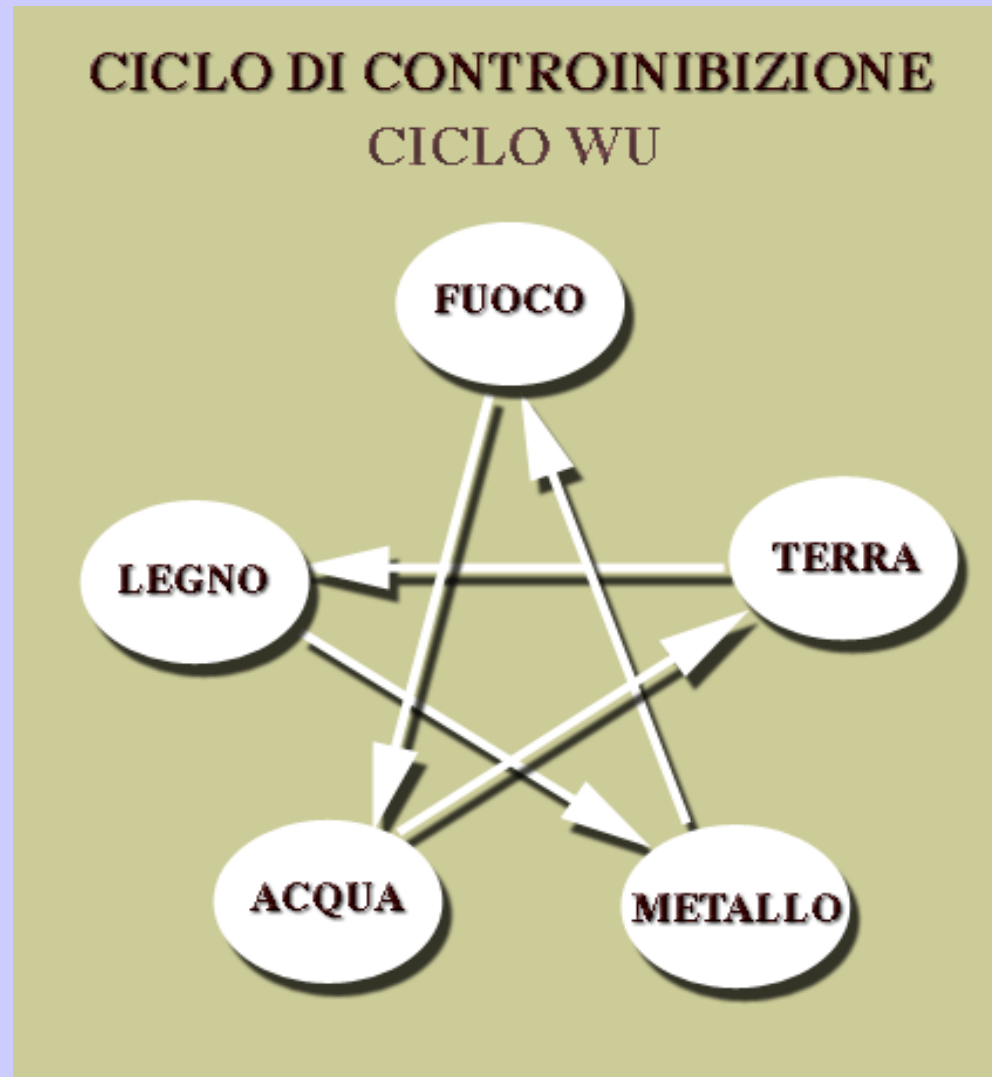 CICLO DI CONTROINIBIZIONE
CICLO WU
FUOCO
TERRA
LEGNO
ACQUA
METALLO